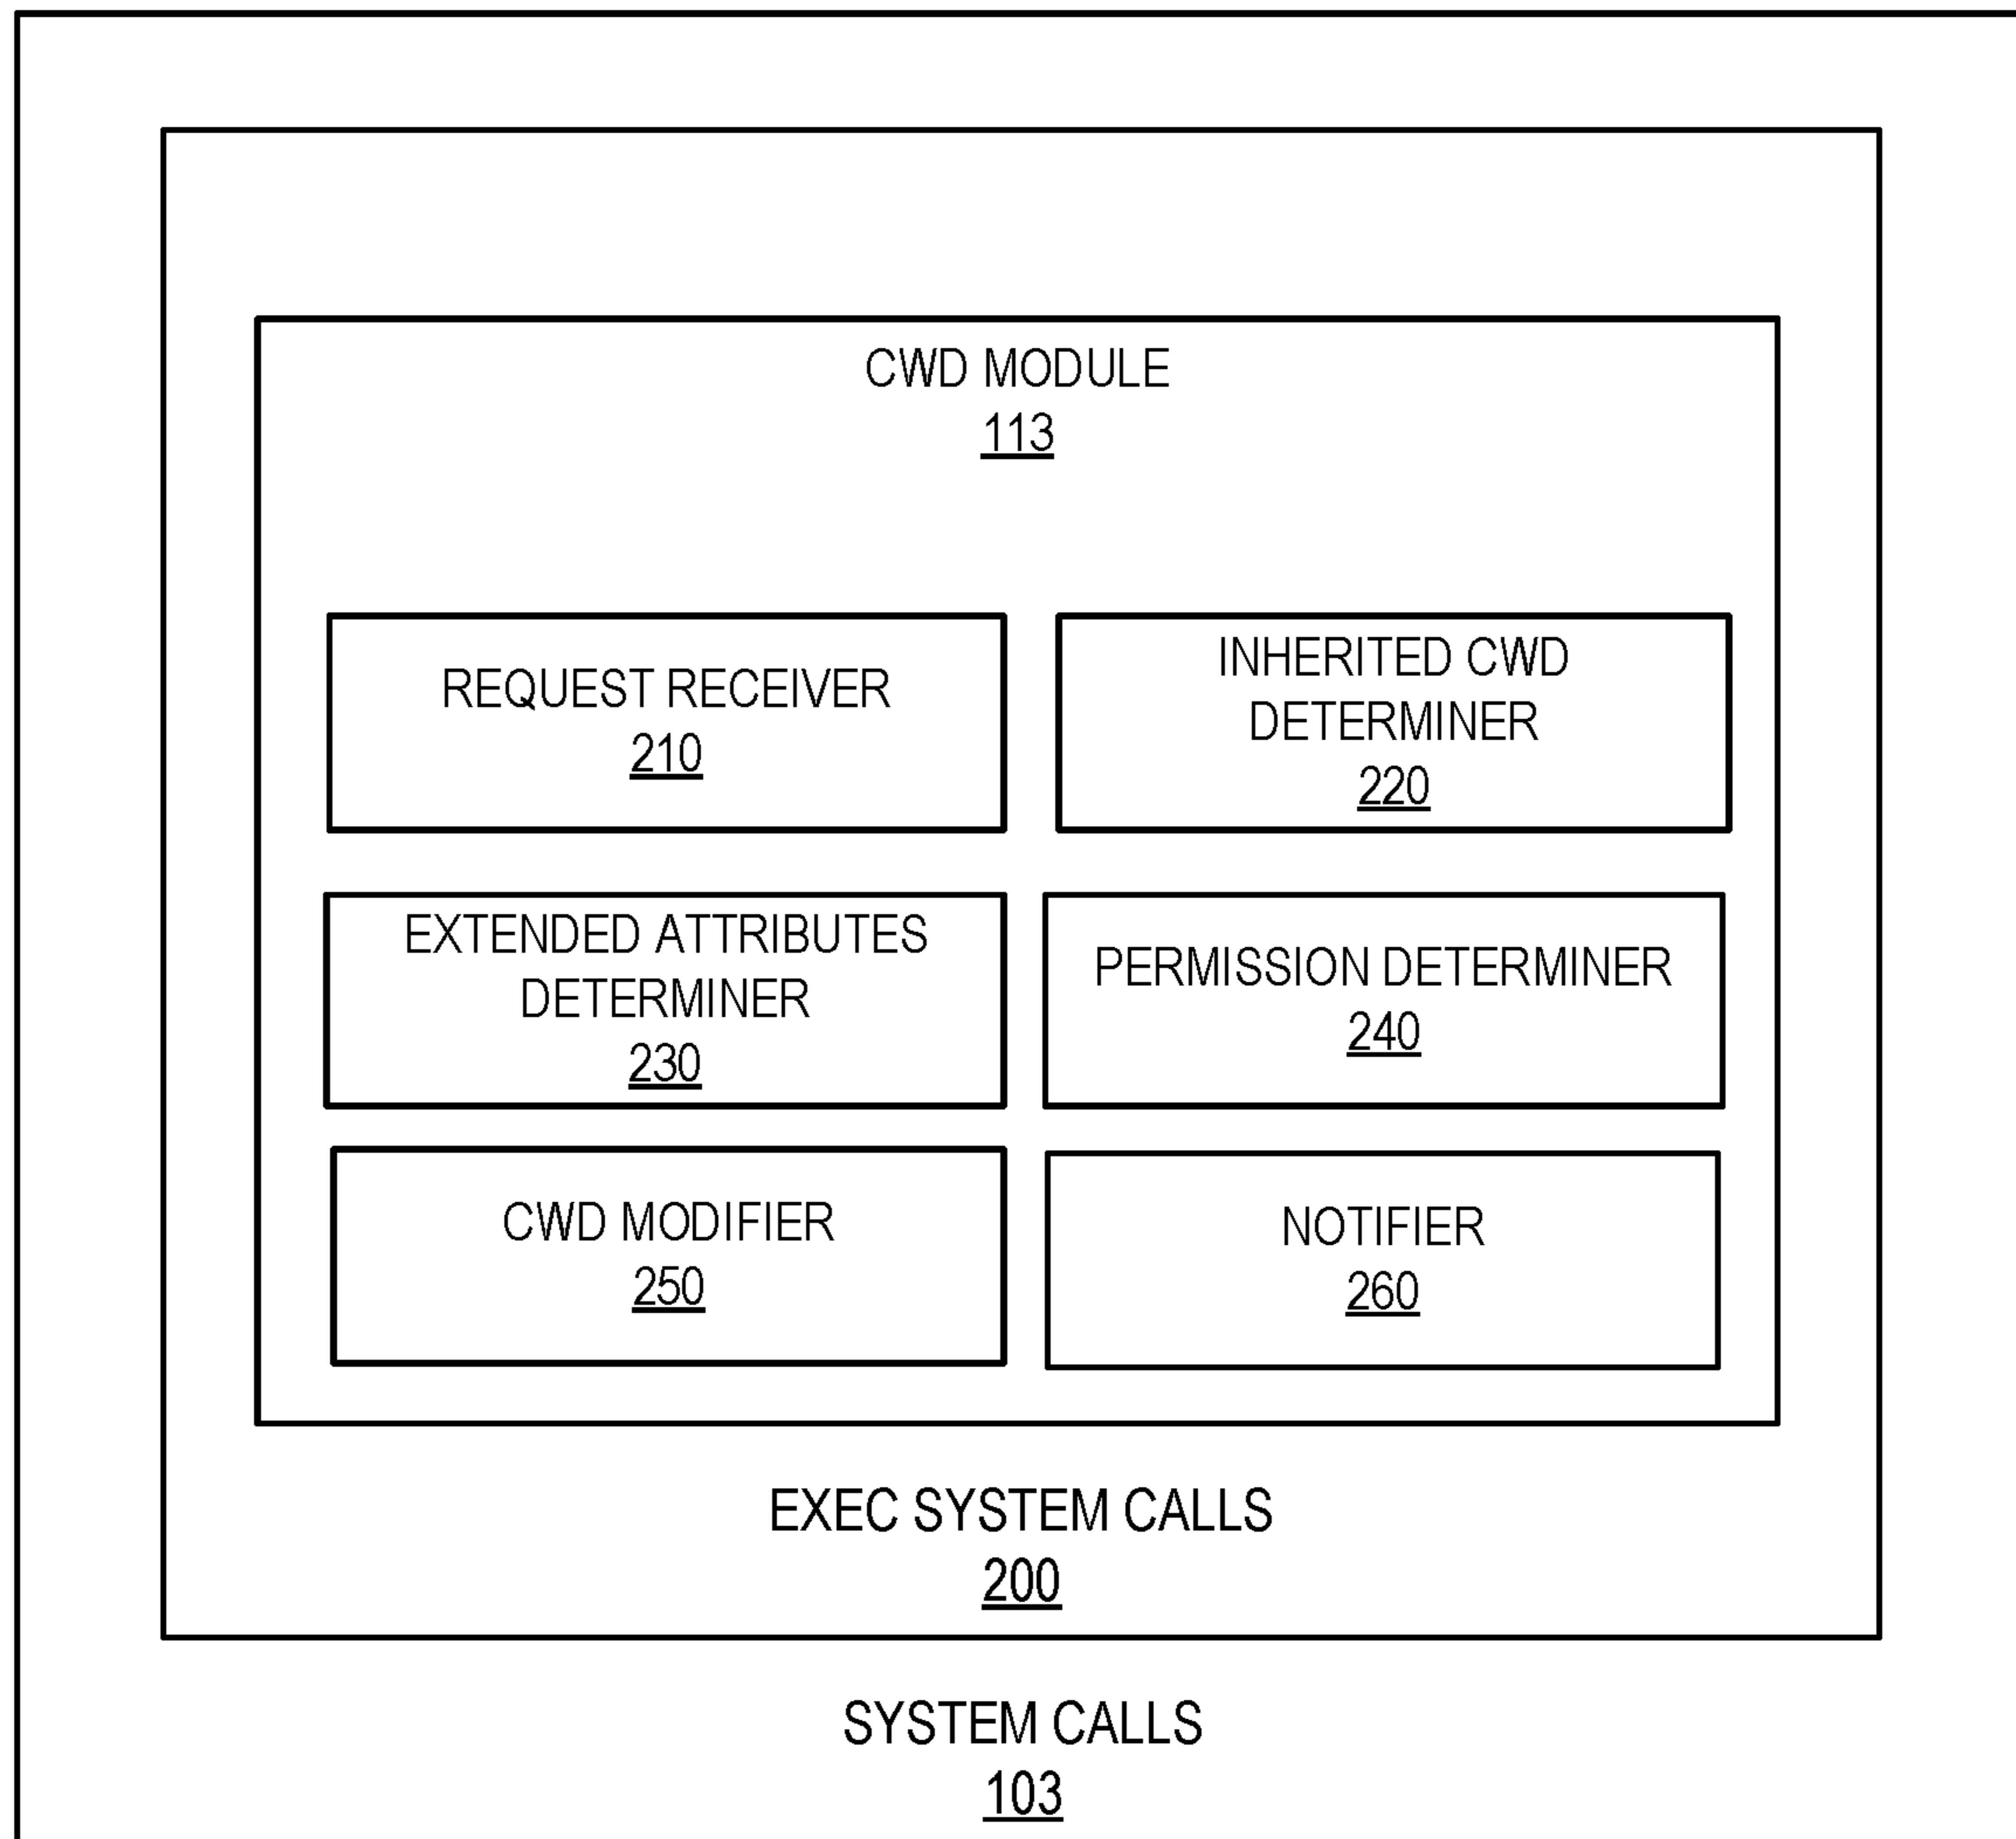 CWD MODULE
113
REQUEST RECEIVER
210
INHERITED CWD
DETERMINER
220
EXTENDED ATTRIBUTES
DETERMINER
230
PERMISSION DETERMINER
240
CWD MODIFIER
250
NOTIFIER
260
EXEC SYSTEM CALLS
200
SYSTEM CALLS
103